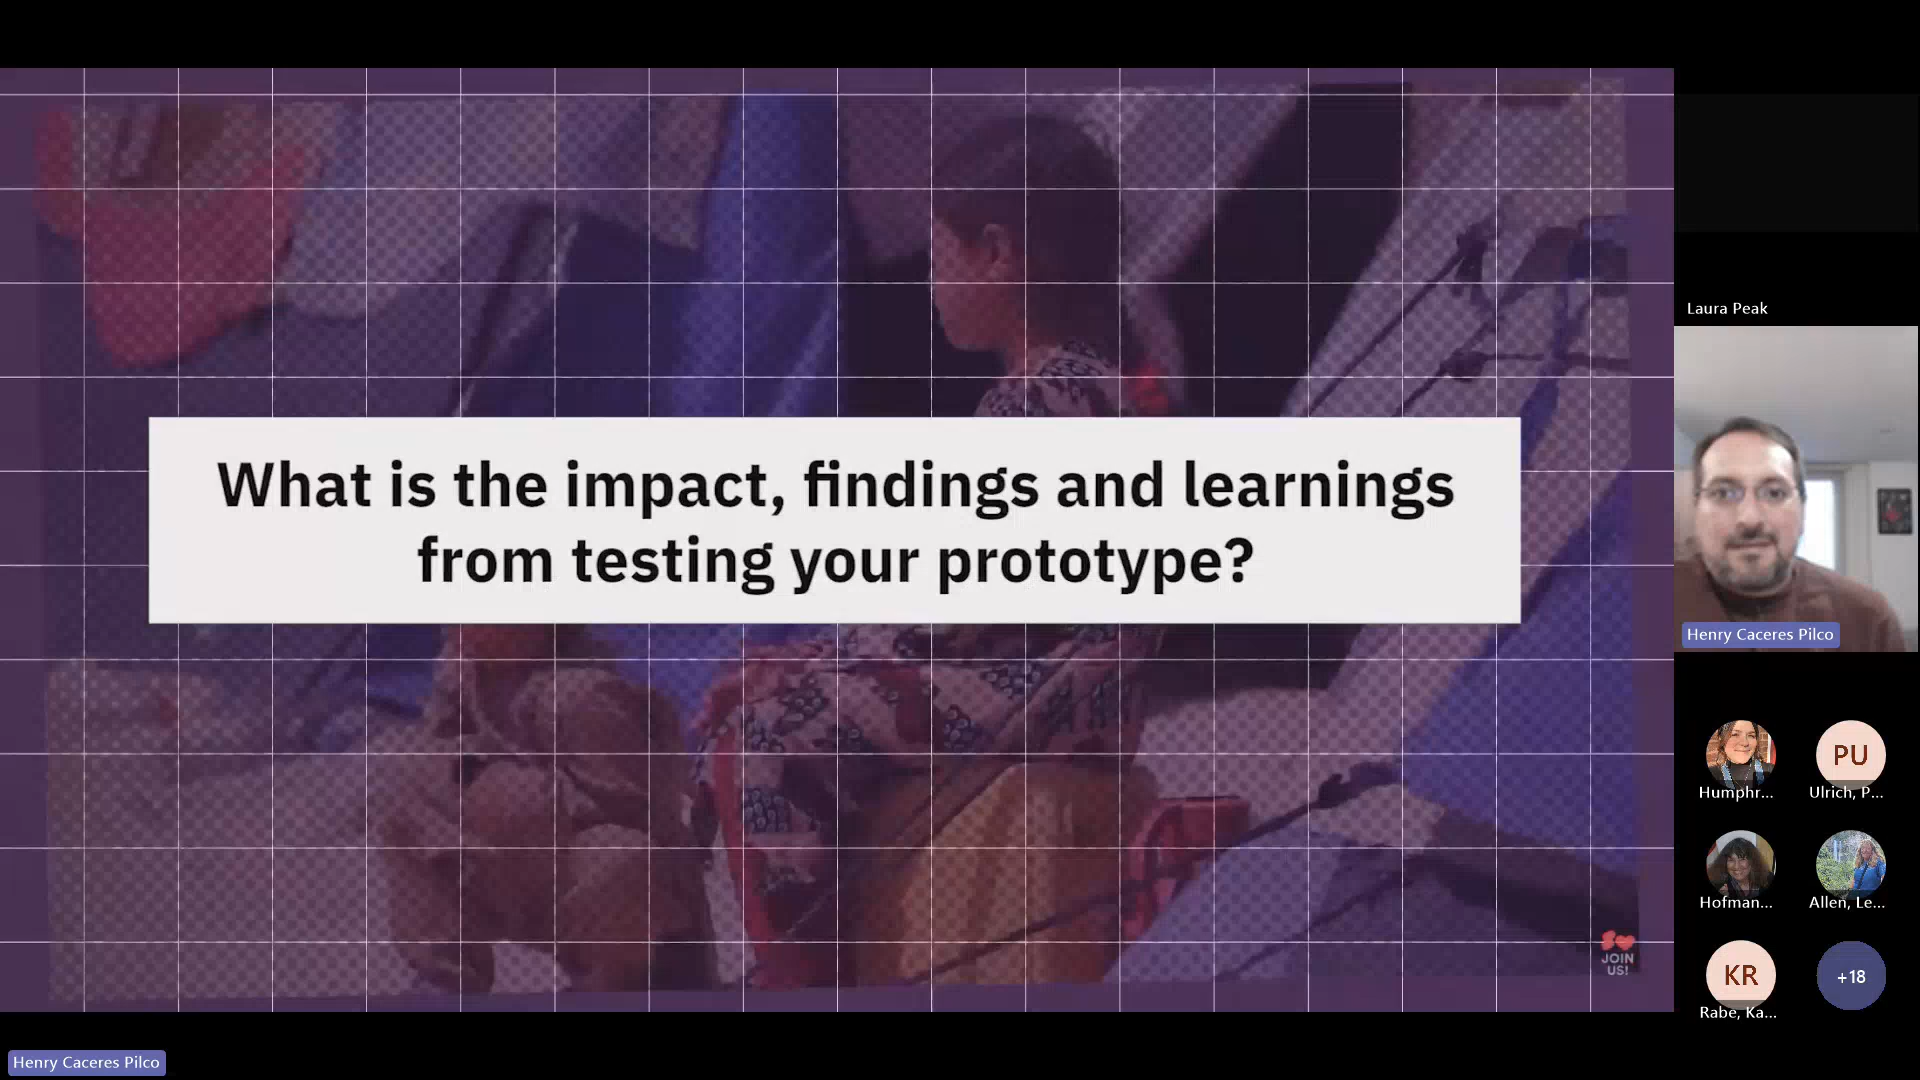 What is the impact, findings and learnings
from testing your prototype?
JOIN
US!
Laura Peak
Henry Caceres Pilco
PU
Humphr...
Ulrich, P...
Hofman...
Allen, Le...
KR
+18
Rabe, Ka...
Henry Caceres Pilco